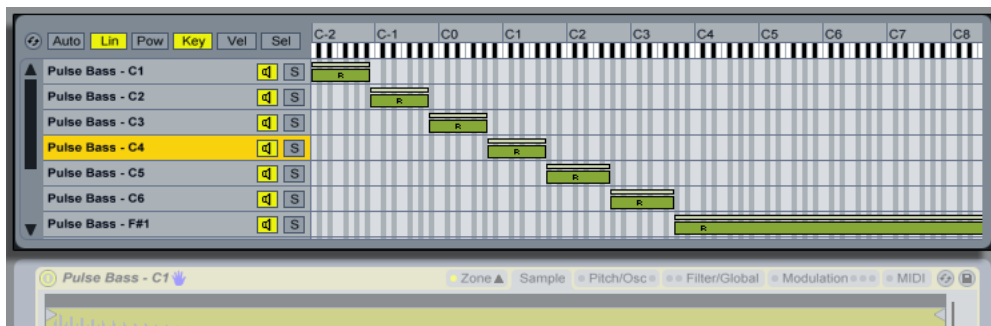 Auto Lin Pow Key Vel Sel C-2 C-1 C0 C1 C2 C3 C4 C5 C6 C7 C8
Pulse Bass - C1 S R
Pulse Bass - C2 S R
Pulse Bass - C3 S R
Pulse Bass - C4 S R
Pulse Bass - C5 S R
Pulse Bass - C6 S R
Pulse Bass - F#1 S R
Pulse Bass - C1 Zone Sample Pitch/Osc Filter/Global Modulation MIDI